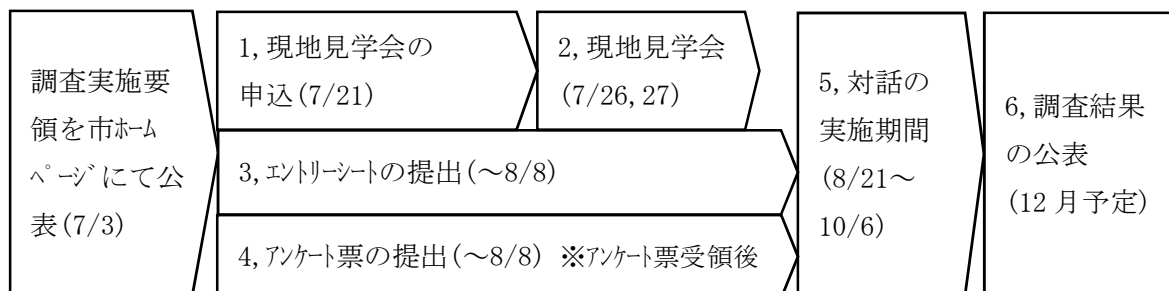 調査実施要
領を市ﾎｰﾑ
ﾍﾟｰｼﾞにて公
表(7/3)
1,現地見学会の
申込(7/21)
2,現地見学会
(7/26,27)
3,ｴﾝﾄﾘｰｼｰﾄの提出(～8/8)
4,ｱﾝｹｰﾄ票の提出(～8/8) ※ｱﾝｹｰﾄ票受領後
5,対話の
実施期間
(8/21～
10/6)
6,調査結果
の公表
(12月予定)